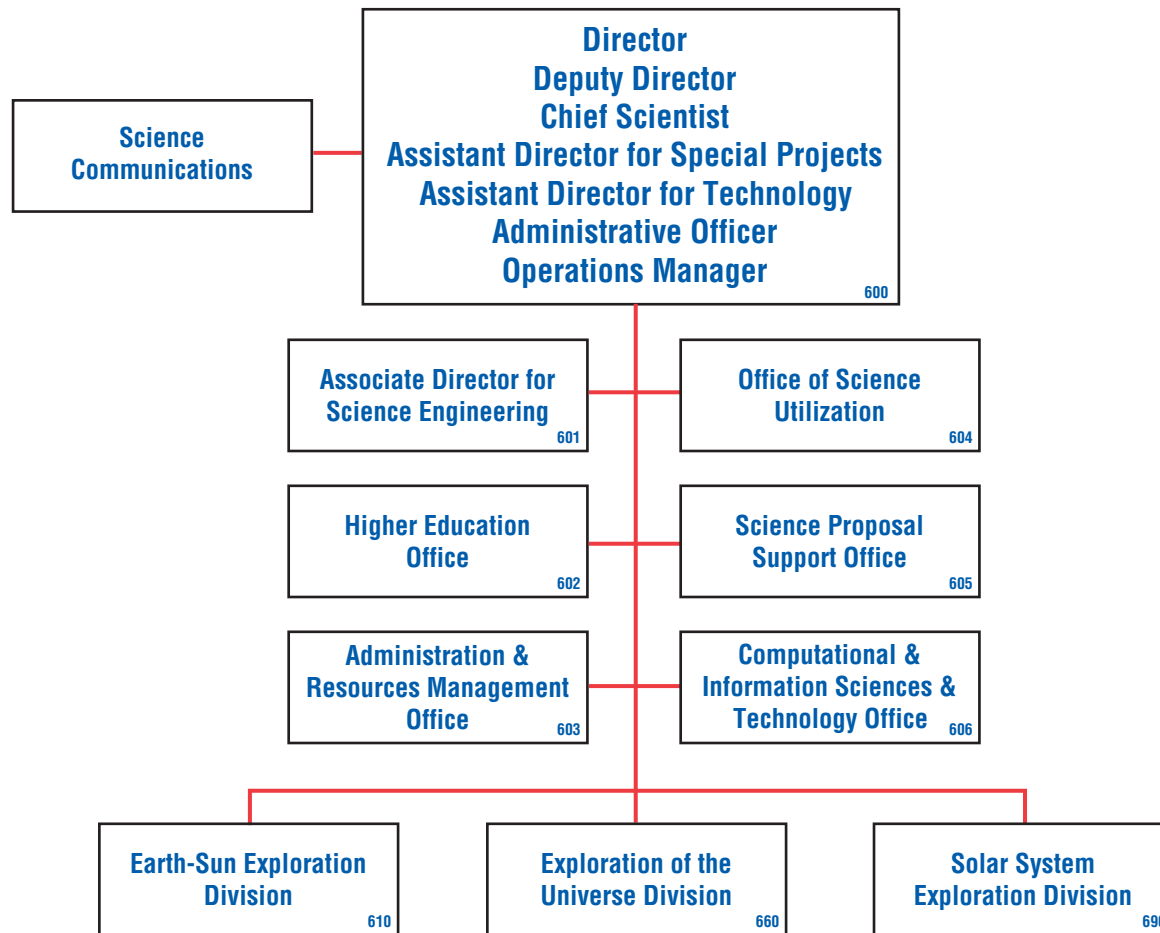 Director
Deputy Director
Chief Scientist
Assistant Director for Special Projects
Assistant Director for Technology
Administrative Officer
Operations Manager
600
Science
Communications
Associate Director for
Science Engineering
601
Office of Science
Utilization
604
Higher Education
Office
602
Science Proposal
Support Office
605
Administration &
Resources Management
Office
603
Computational &
Information Sciences &
Technology Office
606
Earth-Sun Exploration
Division
610
Exploration of the
Universe Division
660
Solar System
Exploration Division
690